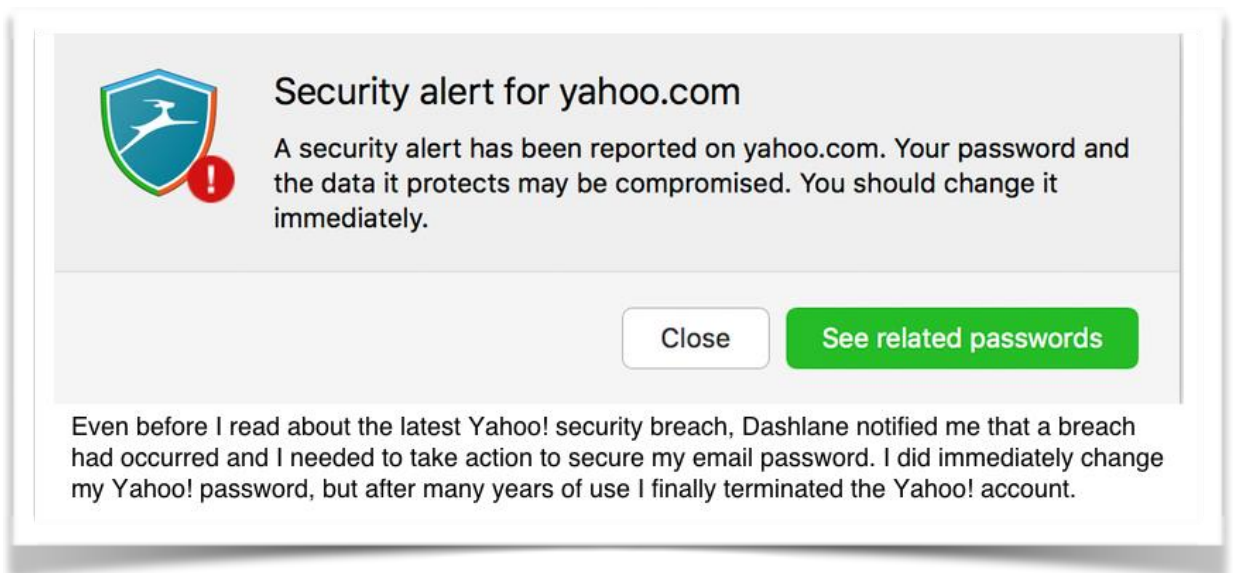 Security alert for yahoo.com
A security alert has been reported on yahoo.com. Your password and
the data it protects may be compromised. You should change it
immediately.
Close
See related passwords
Even before I read about the latest Yahoo! security breach, Dashlane notified me that a breach
had occurred and I needed to take action to secure my email password. I did immediately change
my Yahoo! password, but after many years of use I finally terminated the Yahoo! account.